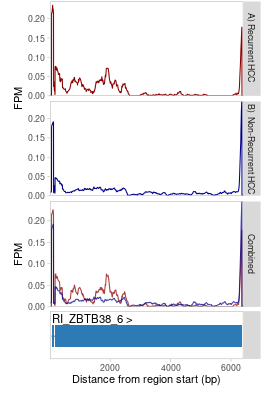 FPM
0.20
0.15
0.10
0.05
0.00
A) Recurrent HCC
0.20
0.15
0.10
0.05
0.00
B) Non-Recurrent HCC
FPM
0.20
0.15
0.10
0.05
0.00
Combined
RI_ZBTB38_6 >
2000 4000 6000
Distance from region start (bp)